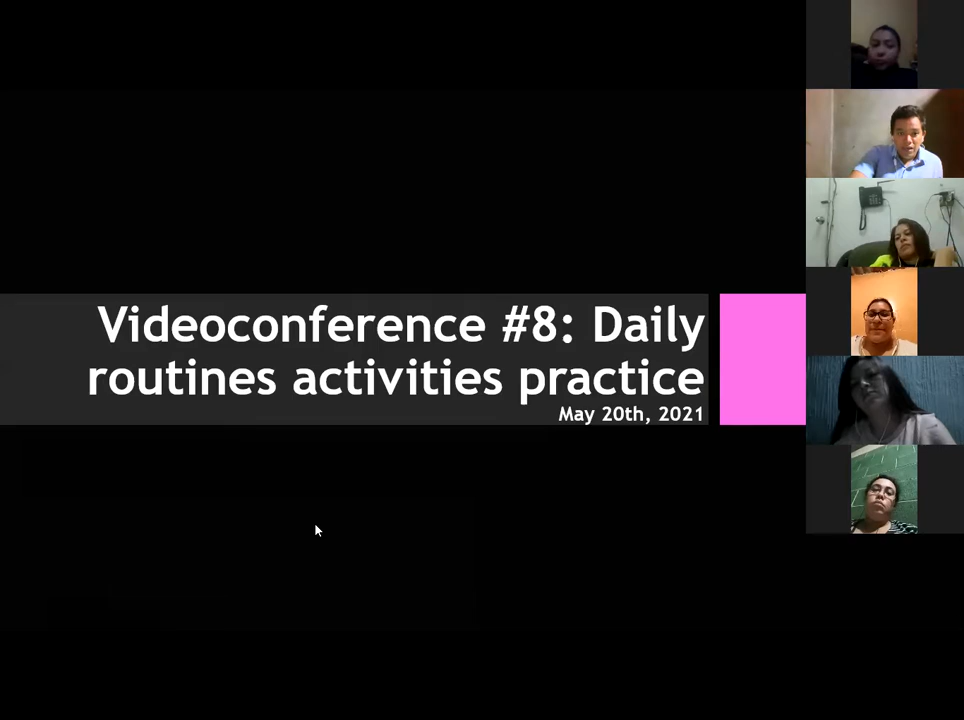 Videoconference #8: Daily
routines activities practice
May 20th, 2021